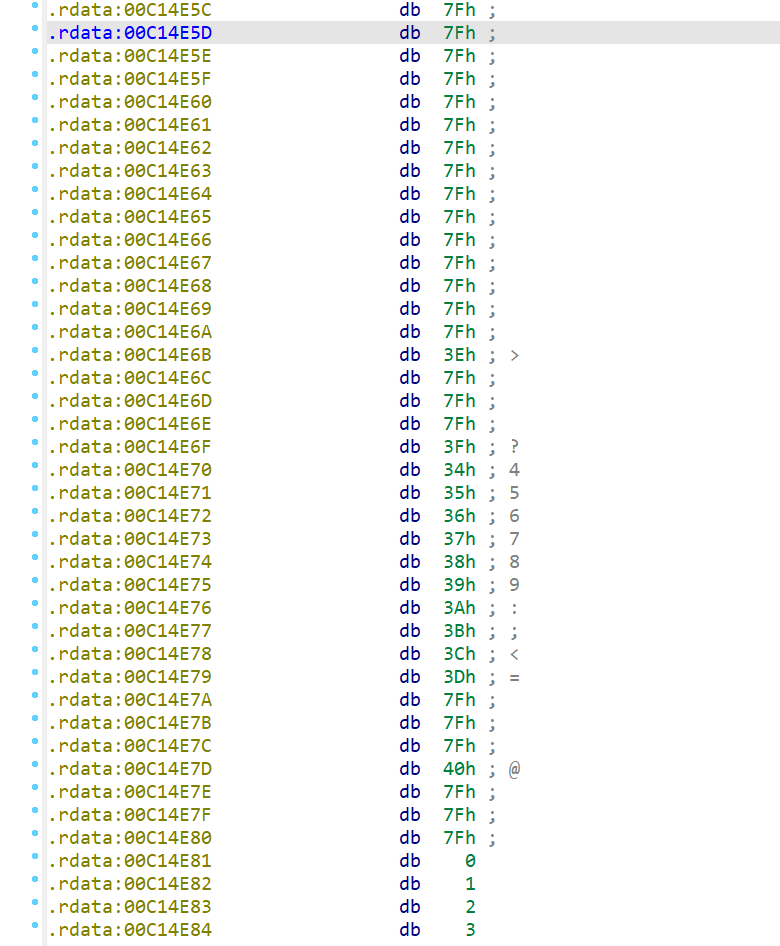 .rdata:00C14E5C db 7Fh ;
.rdata:00C14E5D db 7Fh ;
.rdata:00C14E5E db 7Fh ;
.rdata:00C14E5F db 7Fh ;
.rdata:00C14E60 db 7Fh ;
.rdata:00C14E61 db 7Fh ;
.rdata:00C14E62 db 7Fh ;
.rdata:00C14E63 db 7Fh ;
.rdata:00C14E64 db 7Fh ;
.rdata:00C14E65 db 7Fh ;
.rdata:00C14E66 db 7Fh ;
.rdata:00C14E67 db 7Fh ;
.rdata:00C14E68 db 7Fh ;
.rdata:00C14E69 db 7Fh ;
.rdata:00C14E6A db 7Fh ;
.rdata:00C14E6B db 3Eh ; >
.rdata:00C14E6C db 7Fh ;
.rdata:00C14E6D db 7Fh ;
.rdata:00C14E6E db 7Fh ;
.rdata:00C14E6F db 3Fh ; ?
.rdata:00C14E70 db 34h ; 4
.rdata:00C14E71 db 35h ; 5
.rdata:00C14E72 db 36h ; 6
.rdata:00C14E73 db 37h ; 7
.rdata:00C14E74 db 38h ; 8
.rdata:00C14E75 db 39h ; 9
.rdata:00C14E76 db 3Ah ; :
.rdata:00C14E77 db 3Bh ; ;
.rdata:00C14E78 db 3Ch ; <
.rdata:00C14E79 db 3Dh ; =
.rdata:00C14E7A db 7Fh ;
.rdata:00C14E7B db 7Fh ;
.rdata:00C14E7C db 7Fh ;
.rdata:00C14E7D db 40h ; @
.rdata:00C14E7E db 7Fh ;
.rdata:00C14E7F db 7Fh ;
.rdata:00C14E80 db 7Fh ;
.rdata:00C14E81 db 0
.rdata:00C14E82 db 1
.rdata:00C14E83 db 2
.rdata:00C14E84 db 3